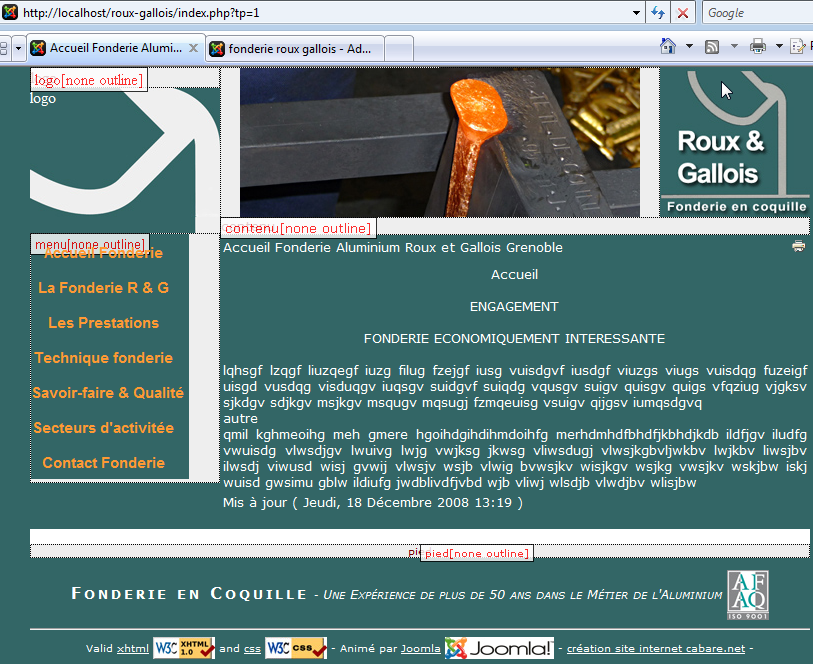 http://localhost/roux-gallois/index.php?tp=1
Google
Accueil Fonderie Alumi...
fonderie roux gallois - Ad...
logo[none outline]
logo
Roux &
Gallois
Fonderie en coquille
contenu[none outline]
menu[none outline]
Accueil Fonderie
La Fonderie R & G
Les Prestations
Technique fonderie
Savoir-faire & Qualité
Secteurs d'activitée
Contact Fonderie
Accueil Fonderie Aluminium Roux et Gallois Grenoble
Accueil
ENGAGEMENT
FONDERIE ECONOMIQUEMENT INTERESSANTE
lqhsgf lzqgf liuzqegf iuzg filug fzejgf iusg vuisdgvf iusdgf viuzgs viugs vuisdqg fuzeigf
uisgd vusdqg visduqgv iuqsgv suidgvf suiqdg vqusgv suigv quisgv quigs vfqziug vjgksv
sjkdgv sdjkgv msjkgv msqugv mqsugj fzmqeuisg vsuigv qijgsv iumqsdgvq
autre
qmil kghmeoihg meh gmere hgoihdgihdihmdoihfg merhdmhdfbhdfjkbhdjkdb ildfjgv iludfg
vwuisdg vlwsdjgv lwuivg lwjg vwjksg jkwsg vliwsdugj vlwsjkgbvljwkbv lwjkbv liwsjbv
ilwsdj viwusd wisj gvwij vlwsjv wsjb vlwig bvwsjkv wisjkgv wsjkg vwsjkv wskjbw iskj
wuisd gwsimu gblw ildiufg jwdblivdfjvbd wjb vliwj wlsdjb vlwdjbv wlisjbw
Mis à jour ( Jeudi, 18 Décembre 2008 13:19 )
pied[none outline]
Fonderie en Coquille - Une Expérience de plus de 50 ans dans le Métier de l'Aluminium
AFAQ
ISO 9001
Valid xhtml W3C XHTML 1.0 and css W3C css - Animé par Joomla Joomla! - création site internet cabare.net -